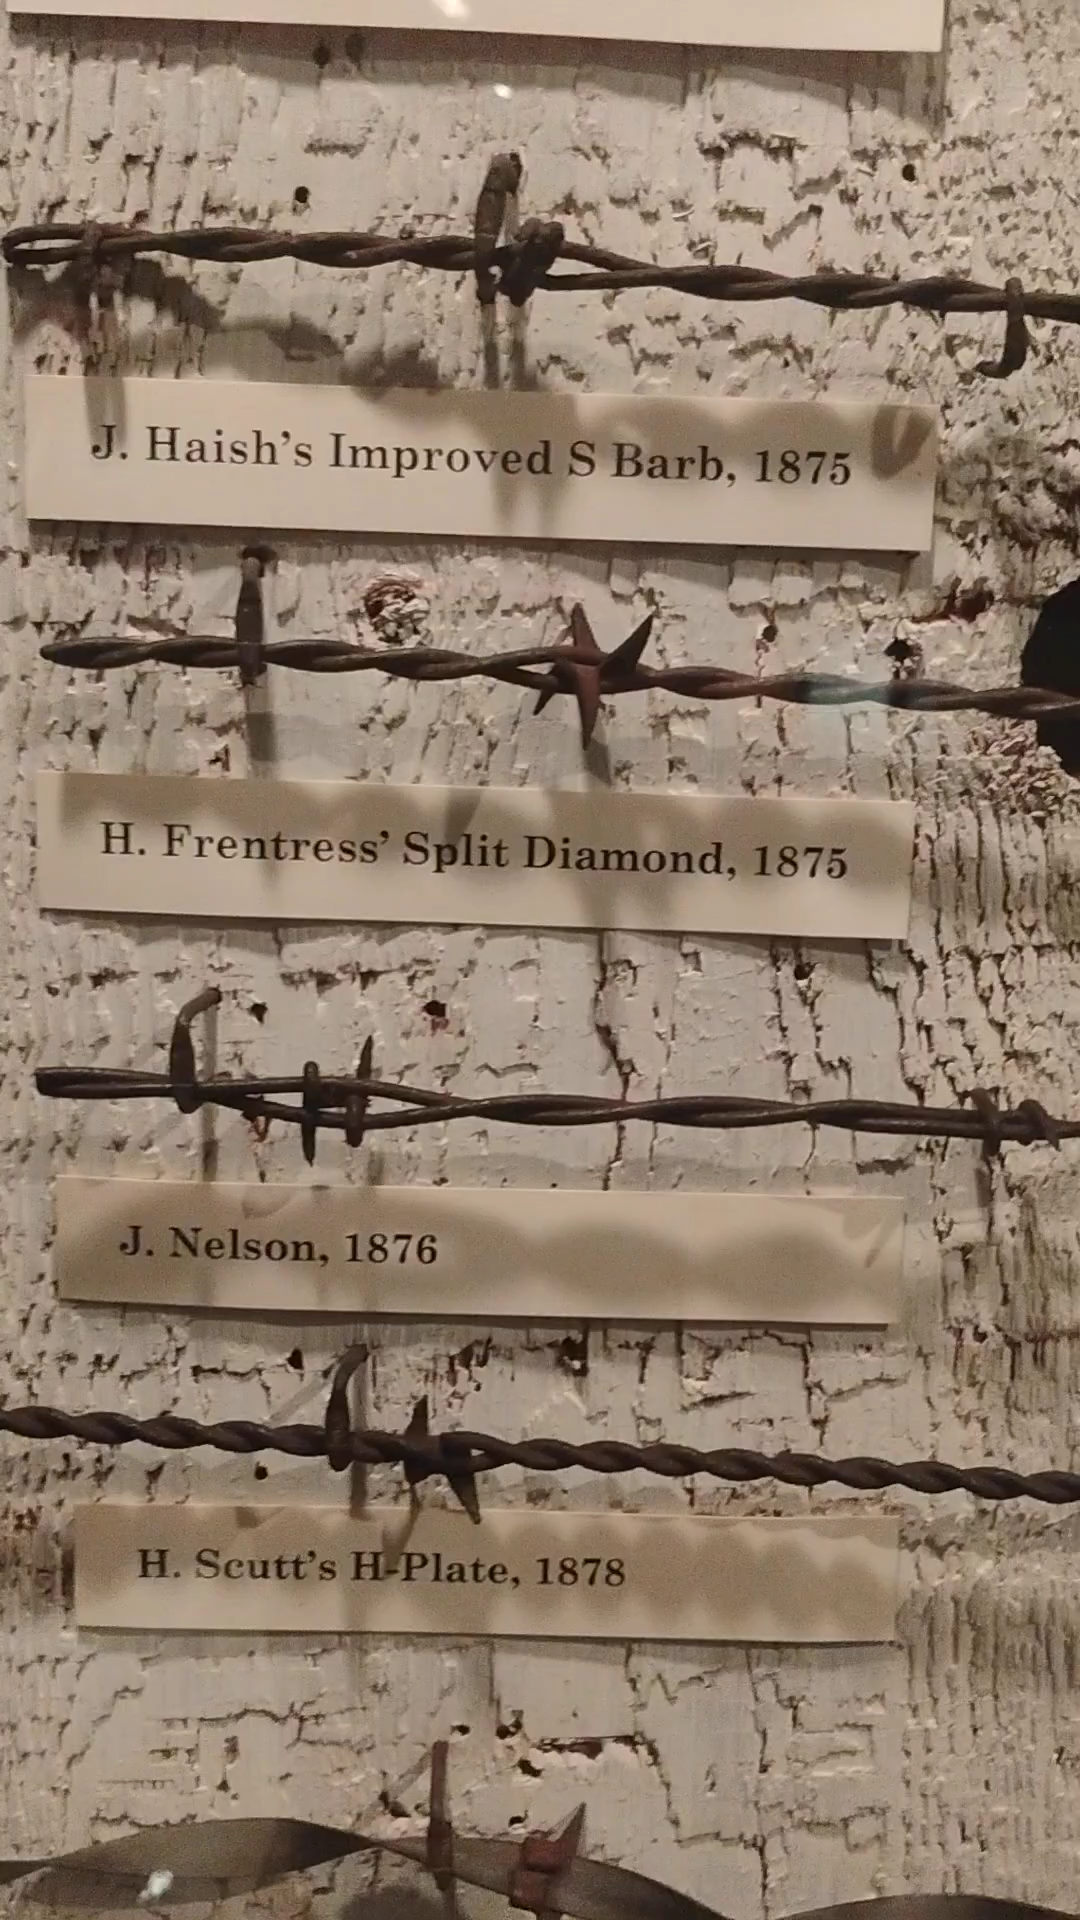 J. Haish's Improved S Barb, 1875
H. Frentress' Split Diamond, 1875
J. Nelson, 1876
H. Scutt's H-Plate, 1878